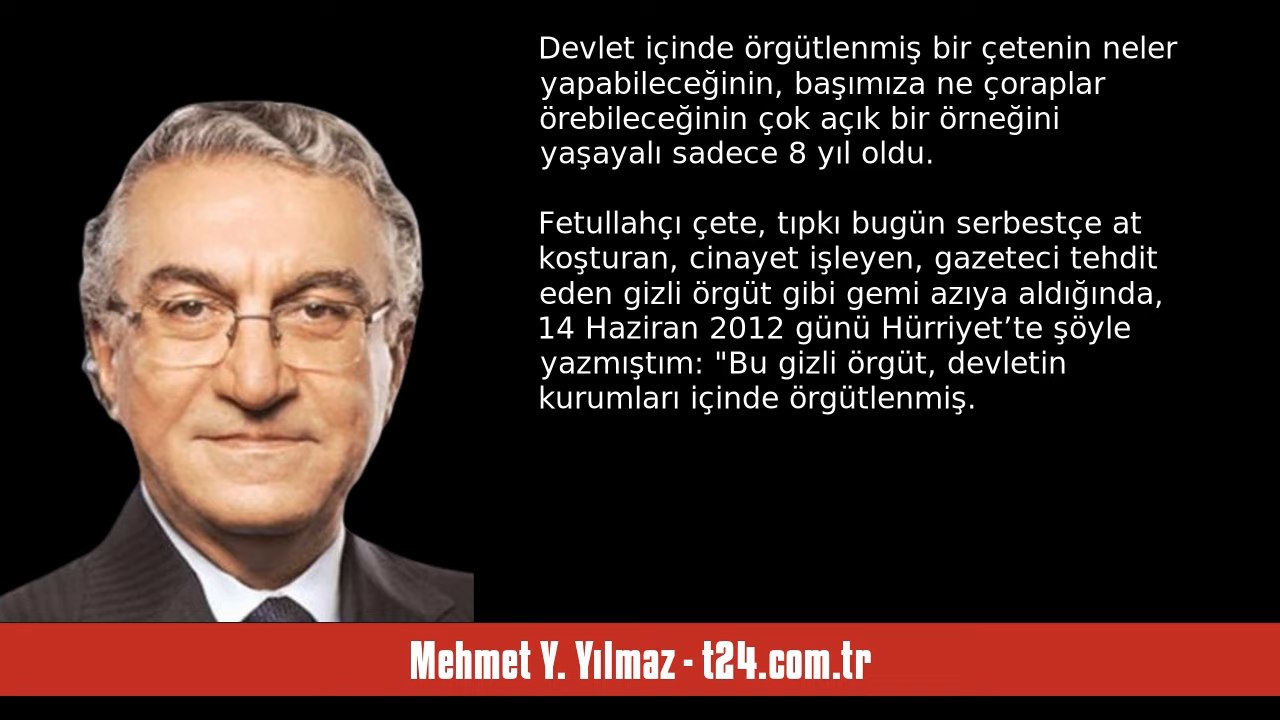 Devlet içinde örgütlenmiş bir çetenin neler
yapabileceğinin, başımıza ne çoraplar
örebileceğinin çok açık bir örneğini
yaşayalı sadece 8 yıl oldu.
Fetullahçı çete, tıpkı bugün serbestçe at
koşturan, cinayet işleyen, gazeteci tehdit
eden gizli örgüt gibi gemi azıya aldığında,
14 Haziran 2012 günü Hürriyet’te şöyle
yazmıştım: "Bu gizli örgüt, devletin
kurumları içinde örgütlenmiş.
Mehmet Y. Yılmaz - t24.com.tr